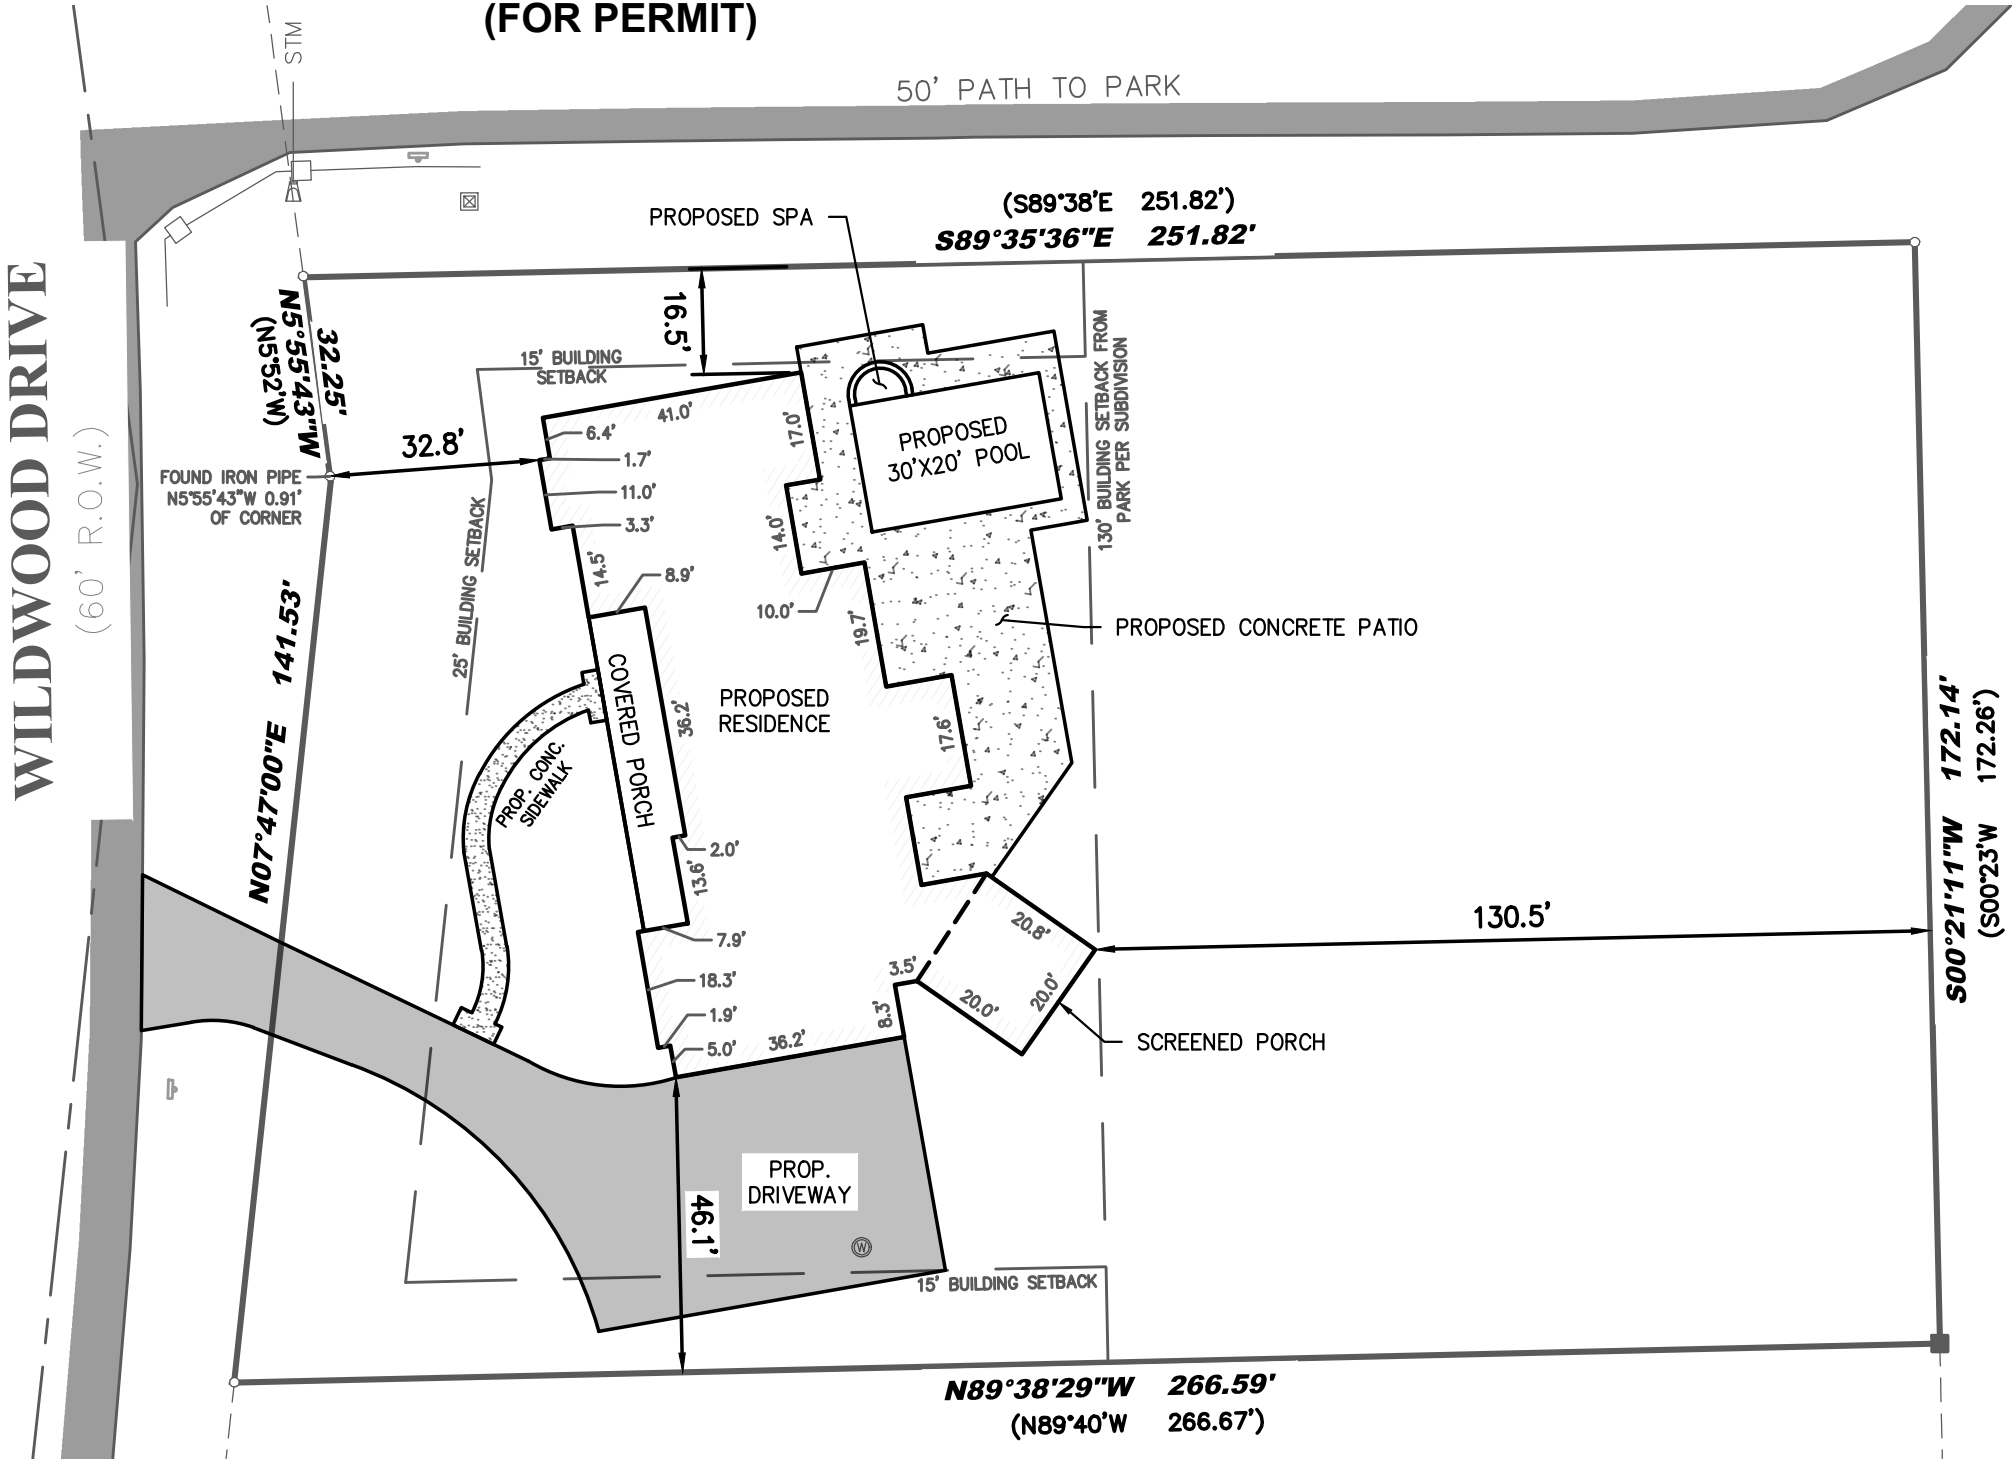 (FOR PERMIT)
STM
50' PATH TO PARK
(S89°38'E 251.82')
S89°35'36"E 251.82'
PROPOSED SPA
WILDWOOD DRIVE
(60' R.O.W.)
32.25'
N5°55'43"W
(N5°52'W)
16.5'
15' BUILDING
SETBACK
130' BUILDING SETBACK FROM
PARK PER SUBDIVISION
41.0'
6.4'
17.0'
PROPOSED
30'X20' POOL
32.8'
1.7'
FOUND IRON PIPE
N5°55'43"W 0.91'
OF CORNER
11.0'
3.3'
14.0'
25' BUILDING SETBACK
14.5'
8.9'
10.0'
19.7'
PROPOSED CONCRETE PATIO
N07°47'00"E 141.53'
COVERED PORCH
PROPOSED
RESIDENCE
36.2'
17.6'
PROP. CONC.
SIDEWALK
2.0'
13.6'
S00°21'11"W 172.14'
(S00°23'W 172.26')
130.5'
20.8'
7.9'
3.5'
18.3'
20.0'
20.0'
8.3'
1.9'
36.2'
5.0'
SCREENED PORCH
PROP.
DRIVEWAY
46.1'
W
15' BUILDING SETBACK
N89°38'29"W 266.59'
(N89°40'W 266.67')